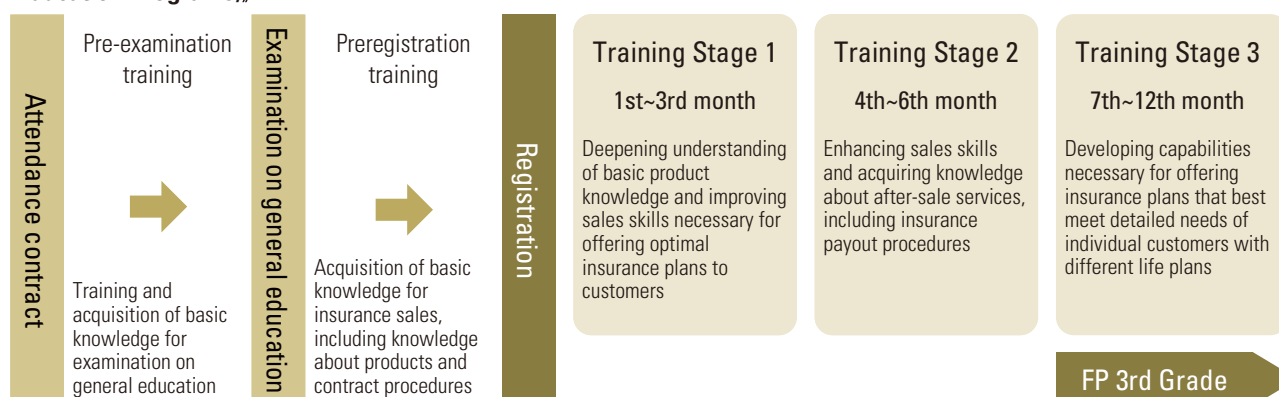 Attendance contract
Pre-examination
training
Training and
acquisition of basic
knowledge for
examination on
general education
Examination on general education
Preregistration
training
Acquisition of basic
knowledge for
insurance sales,
including knowledge
about products and
contract procedures
Registration
Training Stage 1
1st~3rd month
Deepening understanding
of basic product
knowledge and improving
sales skills necessary for
offering optimal
insurance plans to
customers
Training Stage 2
4th~6th month
Enhancing sales skills
and acquiring knowledge
about after-sale services,
including insurance
payout procedures
Training Stage 3
7th~12th month
Developing capabilities
necessary for offering
insurance plans that best
meet detailed needs of
individual customers with
different life plans
FP 3rd Grade